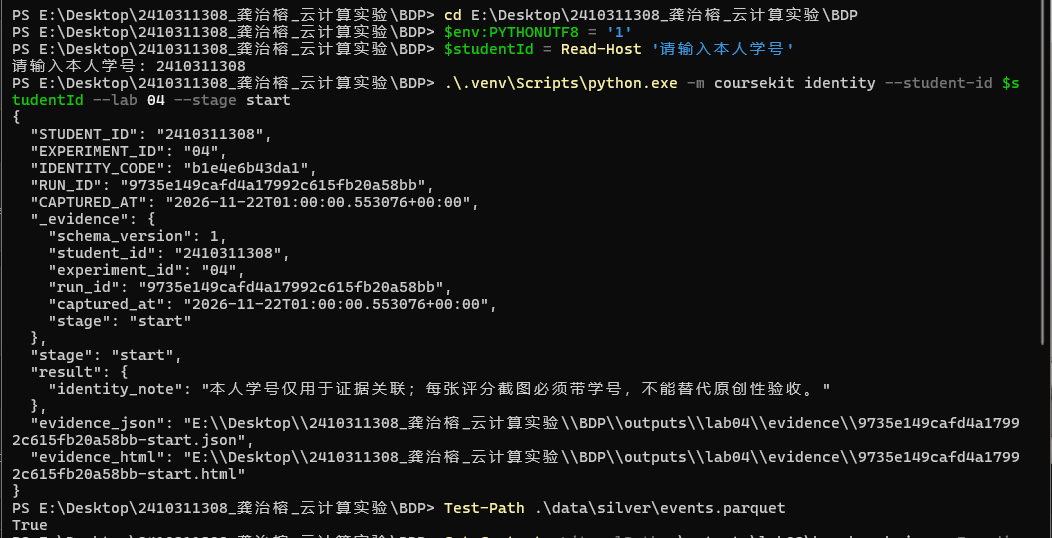 PS E:\Desktop\2410311308_龚治榕_云计算实验\BDP> cd E:\Desktop\2410311308_龚治榕_云计算实验\BDP
PS E:\Desktop\2410311308_龚治榕_云计算实验\BDP> $env:PYTHONUTF8 = '1'
PS E:\Desktop\2410311308_龚治榕_云计算实验\BDP> $studentId = Read-Host '请输入本人学号'
请输入本人学号: 2410311308
PS E:\Desktop\2410311308_龚治榕_云计算实验\BDP> .\.venv\Scripts\python.exe -m coursekit identity --student-id $s
tudentId --lab 04 --stage start
{
  "STUDENT_ID": "2410311308",
  "EXPERIMENT_ID": "04",
  "IDENTITY_CODE": "b1e4e6b43da1",
  "RUN_ID": "9735e149cafd4a17992c615fb20a58bb",
  "CAPTURED_AT": "2026-11-22T01:00:00.553076+00:00",
  "_evidence": {
    "schema_version": 1,
    "student_id": "2410311308",
    "experiment_id": "04",
    "run_id": "9735e149cafd4a17992c615fb20a58bb",
    "captured_at": "2026-11-22T01:00:00.553076+00:00",
    "stage": "start"
  },
  "stage": "start",
  "result": {
    "identity_note": "本人学号仅用于证据关联；每张评分截图必须带学号，不能替代原创性验收。"
  },
  "evidence_json": "E:\\Desktop\\2410311308_龚治榕_云计算实验\\BDP\\outputs\\lab04\\evidence\\9735e149cafd4a1799
2c615fb20a58bb-start.json",
  "evidence_html": "E:\\Desktop\\2410311308_龚治榕_云计算实验\\BDP\\outputs\\lab04\\evidence\\9735e149cafd4a1799
2c615fb20a58bb-start.html"
}
PS E:\Desktop\2410311308_龚治榕_云计算实验\BDP> Test-Path .\data\silver\events.parquet
True